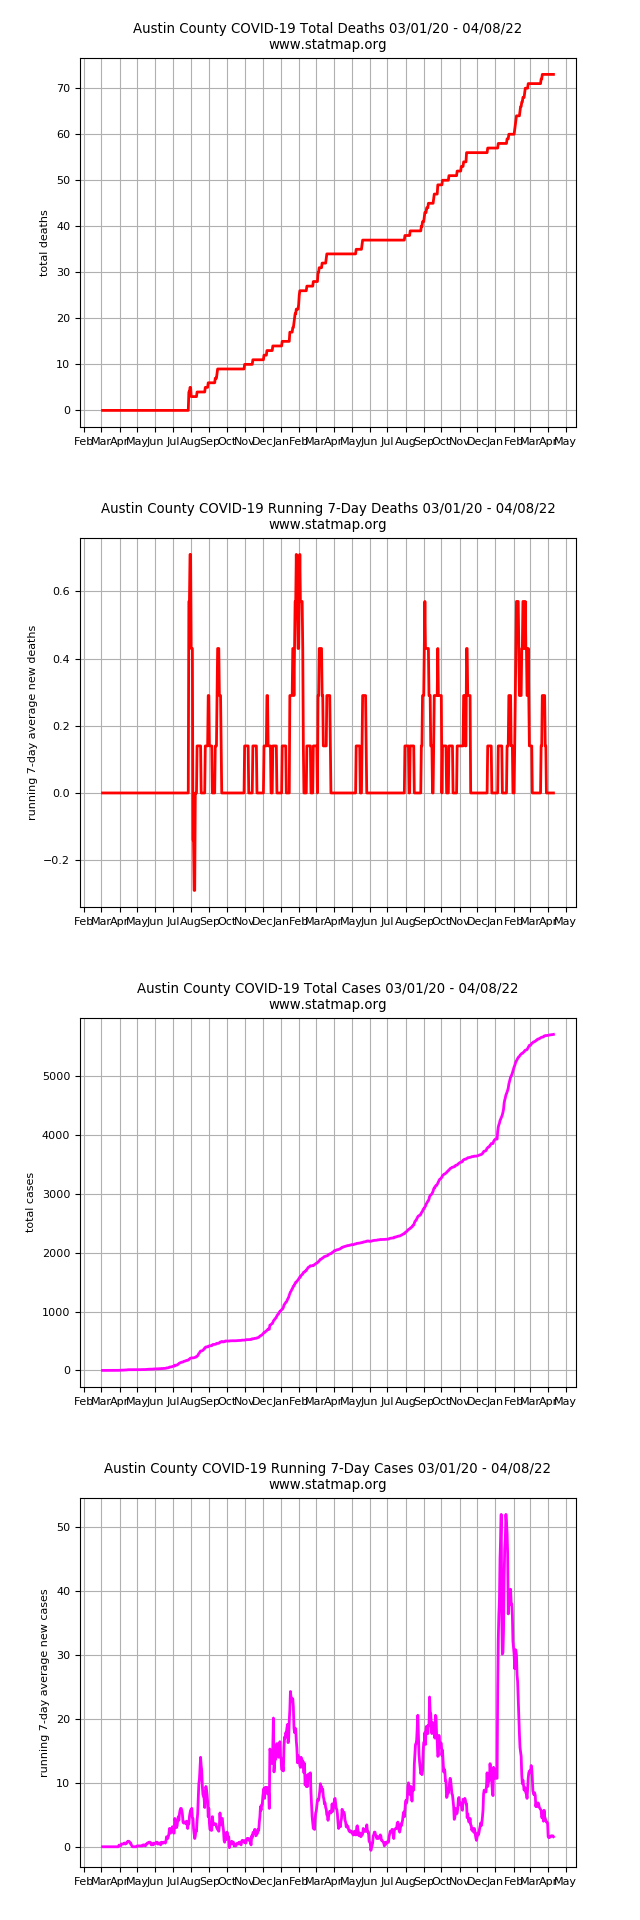 Austin County COVID-19 Total Deaths 03/01/20 - 04/08/22
www.statmap.org
total deaths
70
60
50
40
30
20
10
0
Feb Mar Apr May Jun Jul Aug Sep Oct Nov Dec Jan Feb Mar Apr May Jun Jul Aug Sep Oct Nov Dec Jan Feb Mar Apr May
Austin County COVID-19 Running 7-Day Deaths 03/01/20 - 04/08/22
www.statmap.org
running 7-day average new deaths
0.6
0.4
0.2
0.0
−0.2
Feb Mar Apr May Jun Jul Aug Sep Oct Nov Dec Jan Feb Mar Apr May Jun Jul Aug Sep Oct Nov Dec Jan Feb Mar Apr May
Austin County COVID-19 Total Cases 03/01/20 - 04/08/22
www.statmap.org
total cases
5000
4000
3000
2000
1000
0
Feb Mar Apr May Jun Jul Aug Sep Oct Nov Dec Jan Feb Mar Apr May Jun Jul Aug Sep Oct Nov Dec Jan Feb Mar Apr May
Austin County COVID-19 Running 7-Day Cases 03/01/20 - 04/08/22
www.statmap.org
running 7-day average new cases
50
40
30
20
10
0
Feb Mar Apr May Jun Jul Aug Sep Oct Nov Dec Jan Feb Mar Apr May Jun Jul Aug Sep Oct Nov Dec Jan Feb Mar Apr May